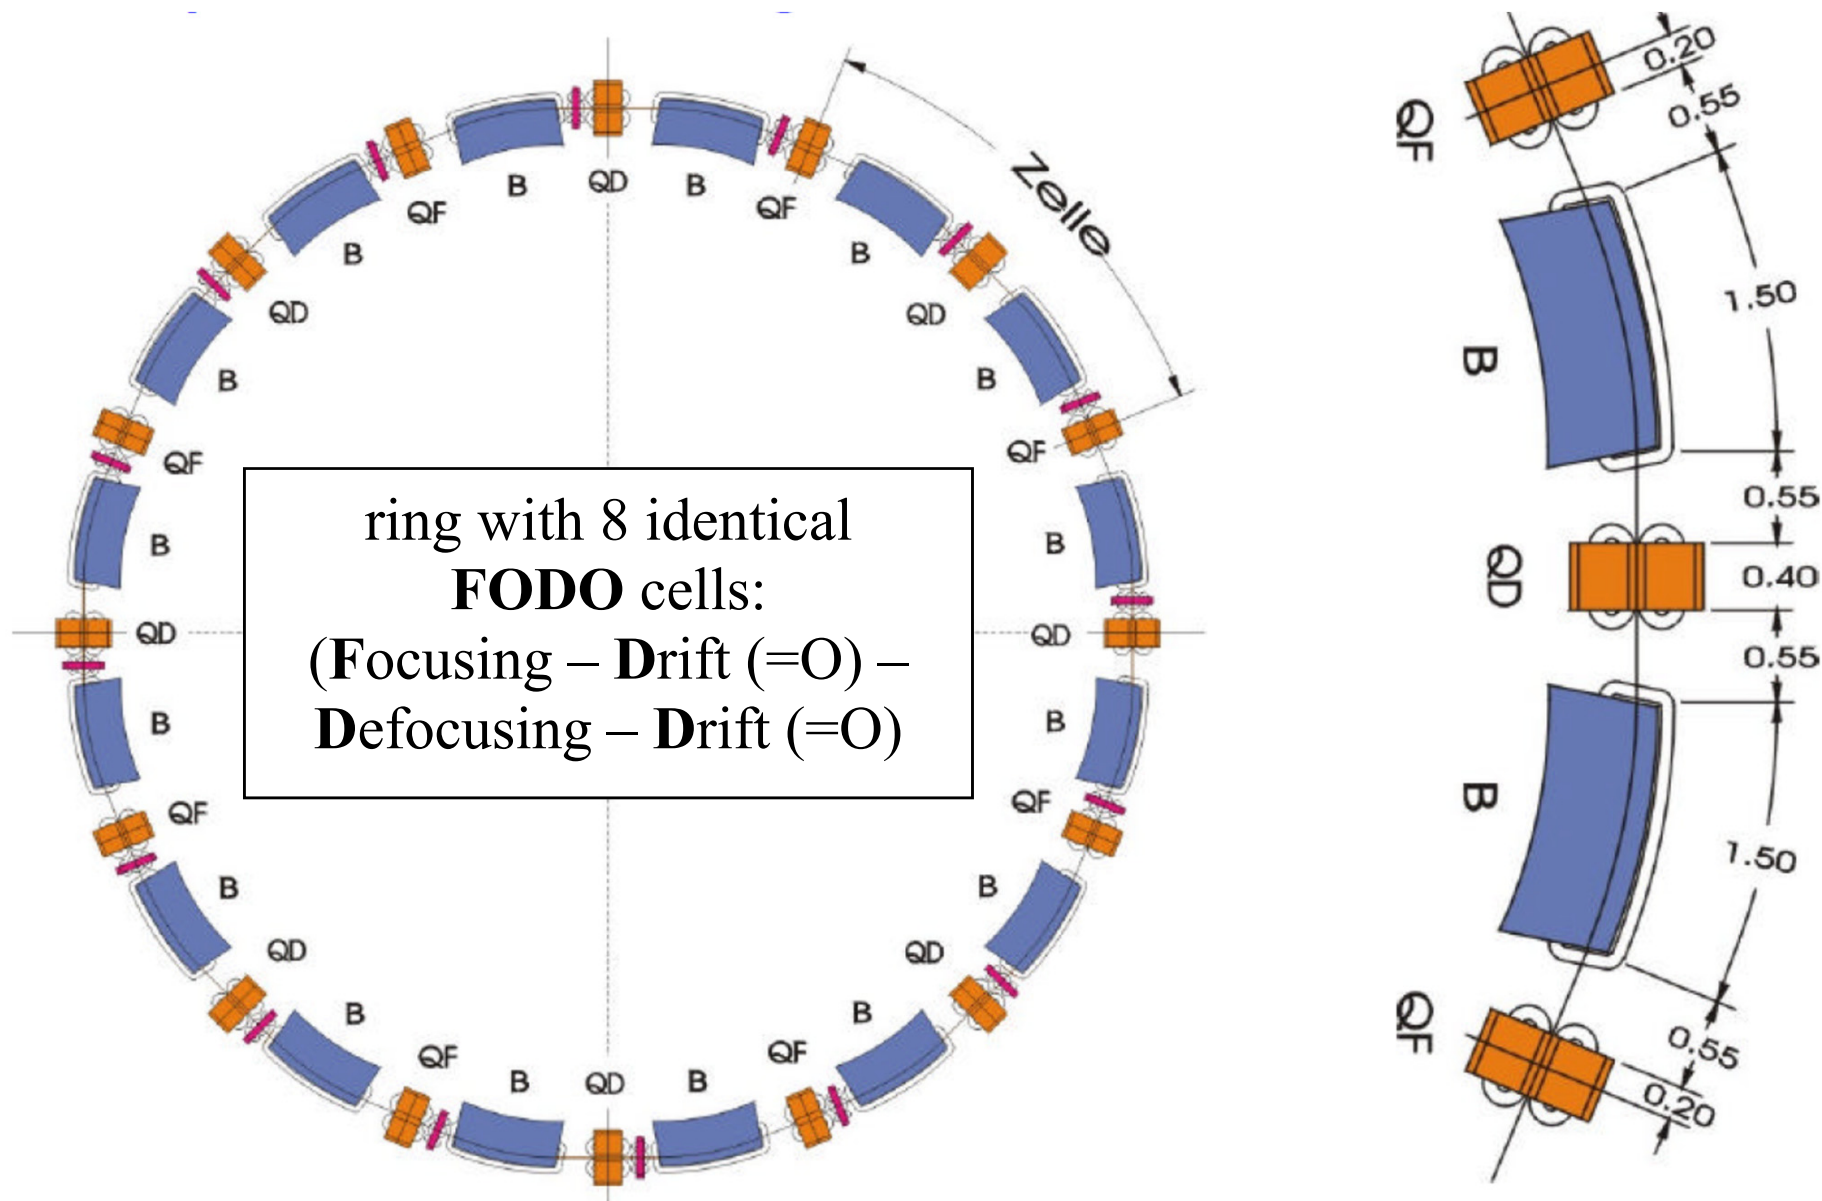 B
QD
B
QF
QF
Zelle
B
B
QD
QD
B
B
QF
QF
B
B
ring with 8 identical
FODO cells:
(Focusing – Drift (=O) –
Defocusing – Drift (=O)
QD
QD
B
B
QF
QF
B
B
QD
QD
B
B
QF
QF
B
QD
B
QF
0.20
0.55
B
1.50
0.55
QD
0.40
0.55
B
1.50
QF
0.55
0.20